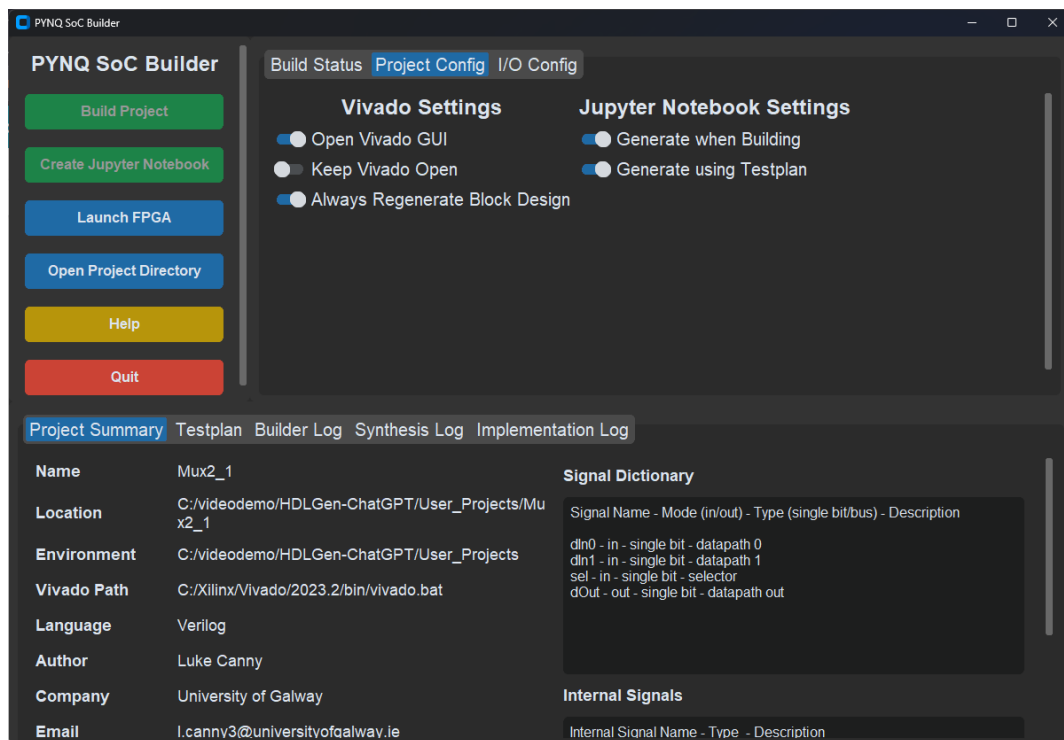 PYNQ SoC Builder
PYNQ SoC Builder
Build Project
Create Jupyter Notebook
Launch FPGA
Open Project Directory
Help
Quit
Build Status Project Config I/O Config
Vivado Settings
Open Vivado GUI
Keep Vivado Open
Always Regenerate Block Design
Jupyter Notebook Settings
Generate when Building
Generate using Testplan
Project Summary Testplan Builder Log Synthesis Log Implementation Log
Name Mux2_1
Location C:/videodemo/HDLGen-ChatGPT/User_Projects/Mu
x2_1
Environment C:/videodemo/HDLGen-ChatGPT/User_Projects
Vivado Path C:/Xilinx/Vivado/2023.2/bin/vivado.bat
Language Verilog
Author Luke Canny
Company University of Galway
Email l.canny3@universityofgalway.ie
Signal Dictionary
Signal Name - Mode (in/out) - Type (single bit/bus) - Description
dIn0 - in - single bit - datapath 0
dIn1 - in - single bit - datapath 1
sel - in - single bit - selector
dOut - out - single bit - datapath out
Internal Signals
Internal Signal Name - Type - Description